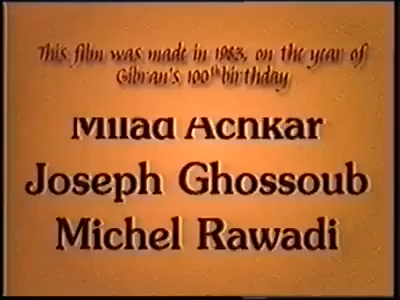 This film was made in 1983, on the year of
Gibran's 100th birthday
Milad Achkar
Joseph Ghossoub
Michel Rawadi